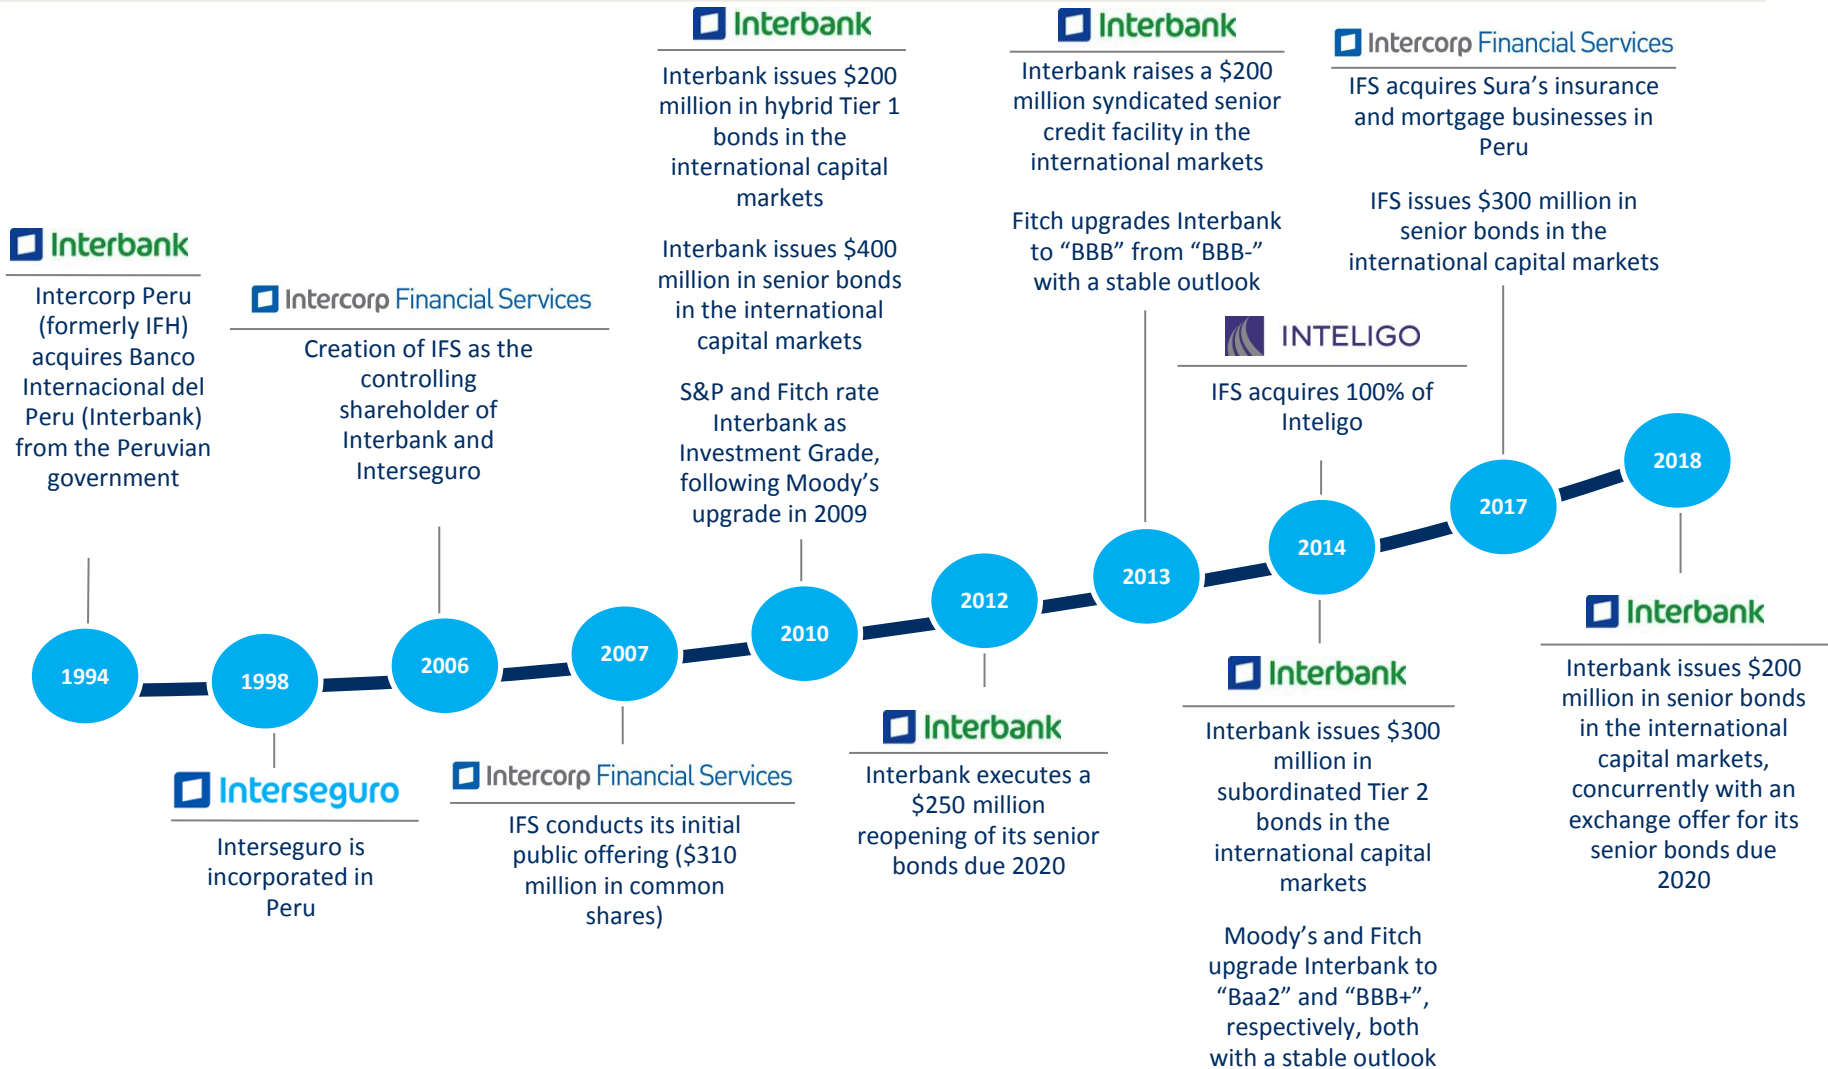 Interbank
Intercorp Peru
(formerly IFH)
acquires Banco
Internacional del
Peru (Interbank)
from the Peruvian
government
1994
1998
Interseguro
Interseguro is
incorporated in
Peru
Intercorp Financial Services
Creation of IFS as the
controlling
shareholder of
Interbank and
Interseguro
2006
2007
Intercorp Financial Services
IFS conducts its initial
public offering ($310
million in common
shares)
Interbank
Interbank issues $200
million in hybrid Tier 1
bonds in the
international capital
markets
Interbank issues $400
million in senior bonds
in the international
capital markets
S&P and Fitch rate
Interbank as
Investment Grade,
following Moody’s
upgrade in 2009
2010
2012
Interbank
Interbank executes a
$250 million
reopening of its senior
bonds due 2020
Interbank
Interbank raises a $200
million syndicated senior
credit facility in the
international markets
Fitch upgrades Interbank
to “BBB” from “BBB-”
with a stable outlook
2013
INTELIGO
IFS acquires 100% of
Inteligo
2014
Interbank
Interbank issues $300
million in
subordinated Tier 2
bonds in the
international capital
markets
Moody’s and Fitch
upgrade Interbank to
“Baa2” and “BBB+”,
respectively, both
with a stable outlook
Intercorp Financial Services
IFS acquires Sura’s insurance
and mortgage businesses in
Peru
IFS issues $300 million in
senior bonds in the
international capital markets
2017
2018
Interbank
Interbank issues $200
million in senior bonds
in the international
capital markets,
concurrently with an
exchange offer for its
senior bonds due
2020